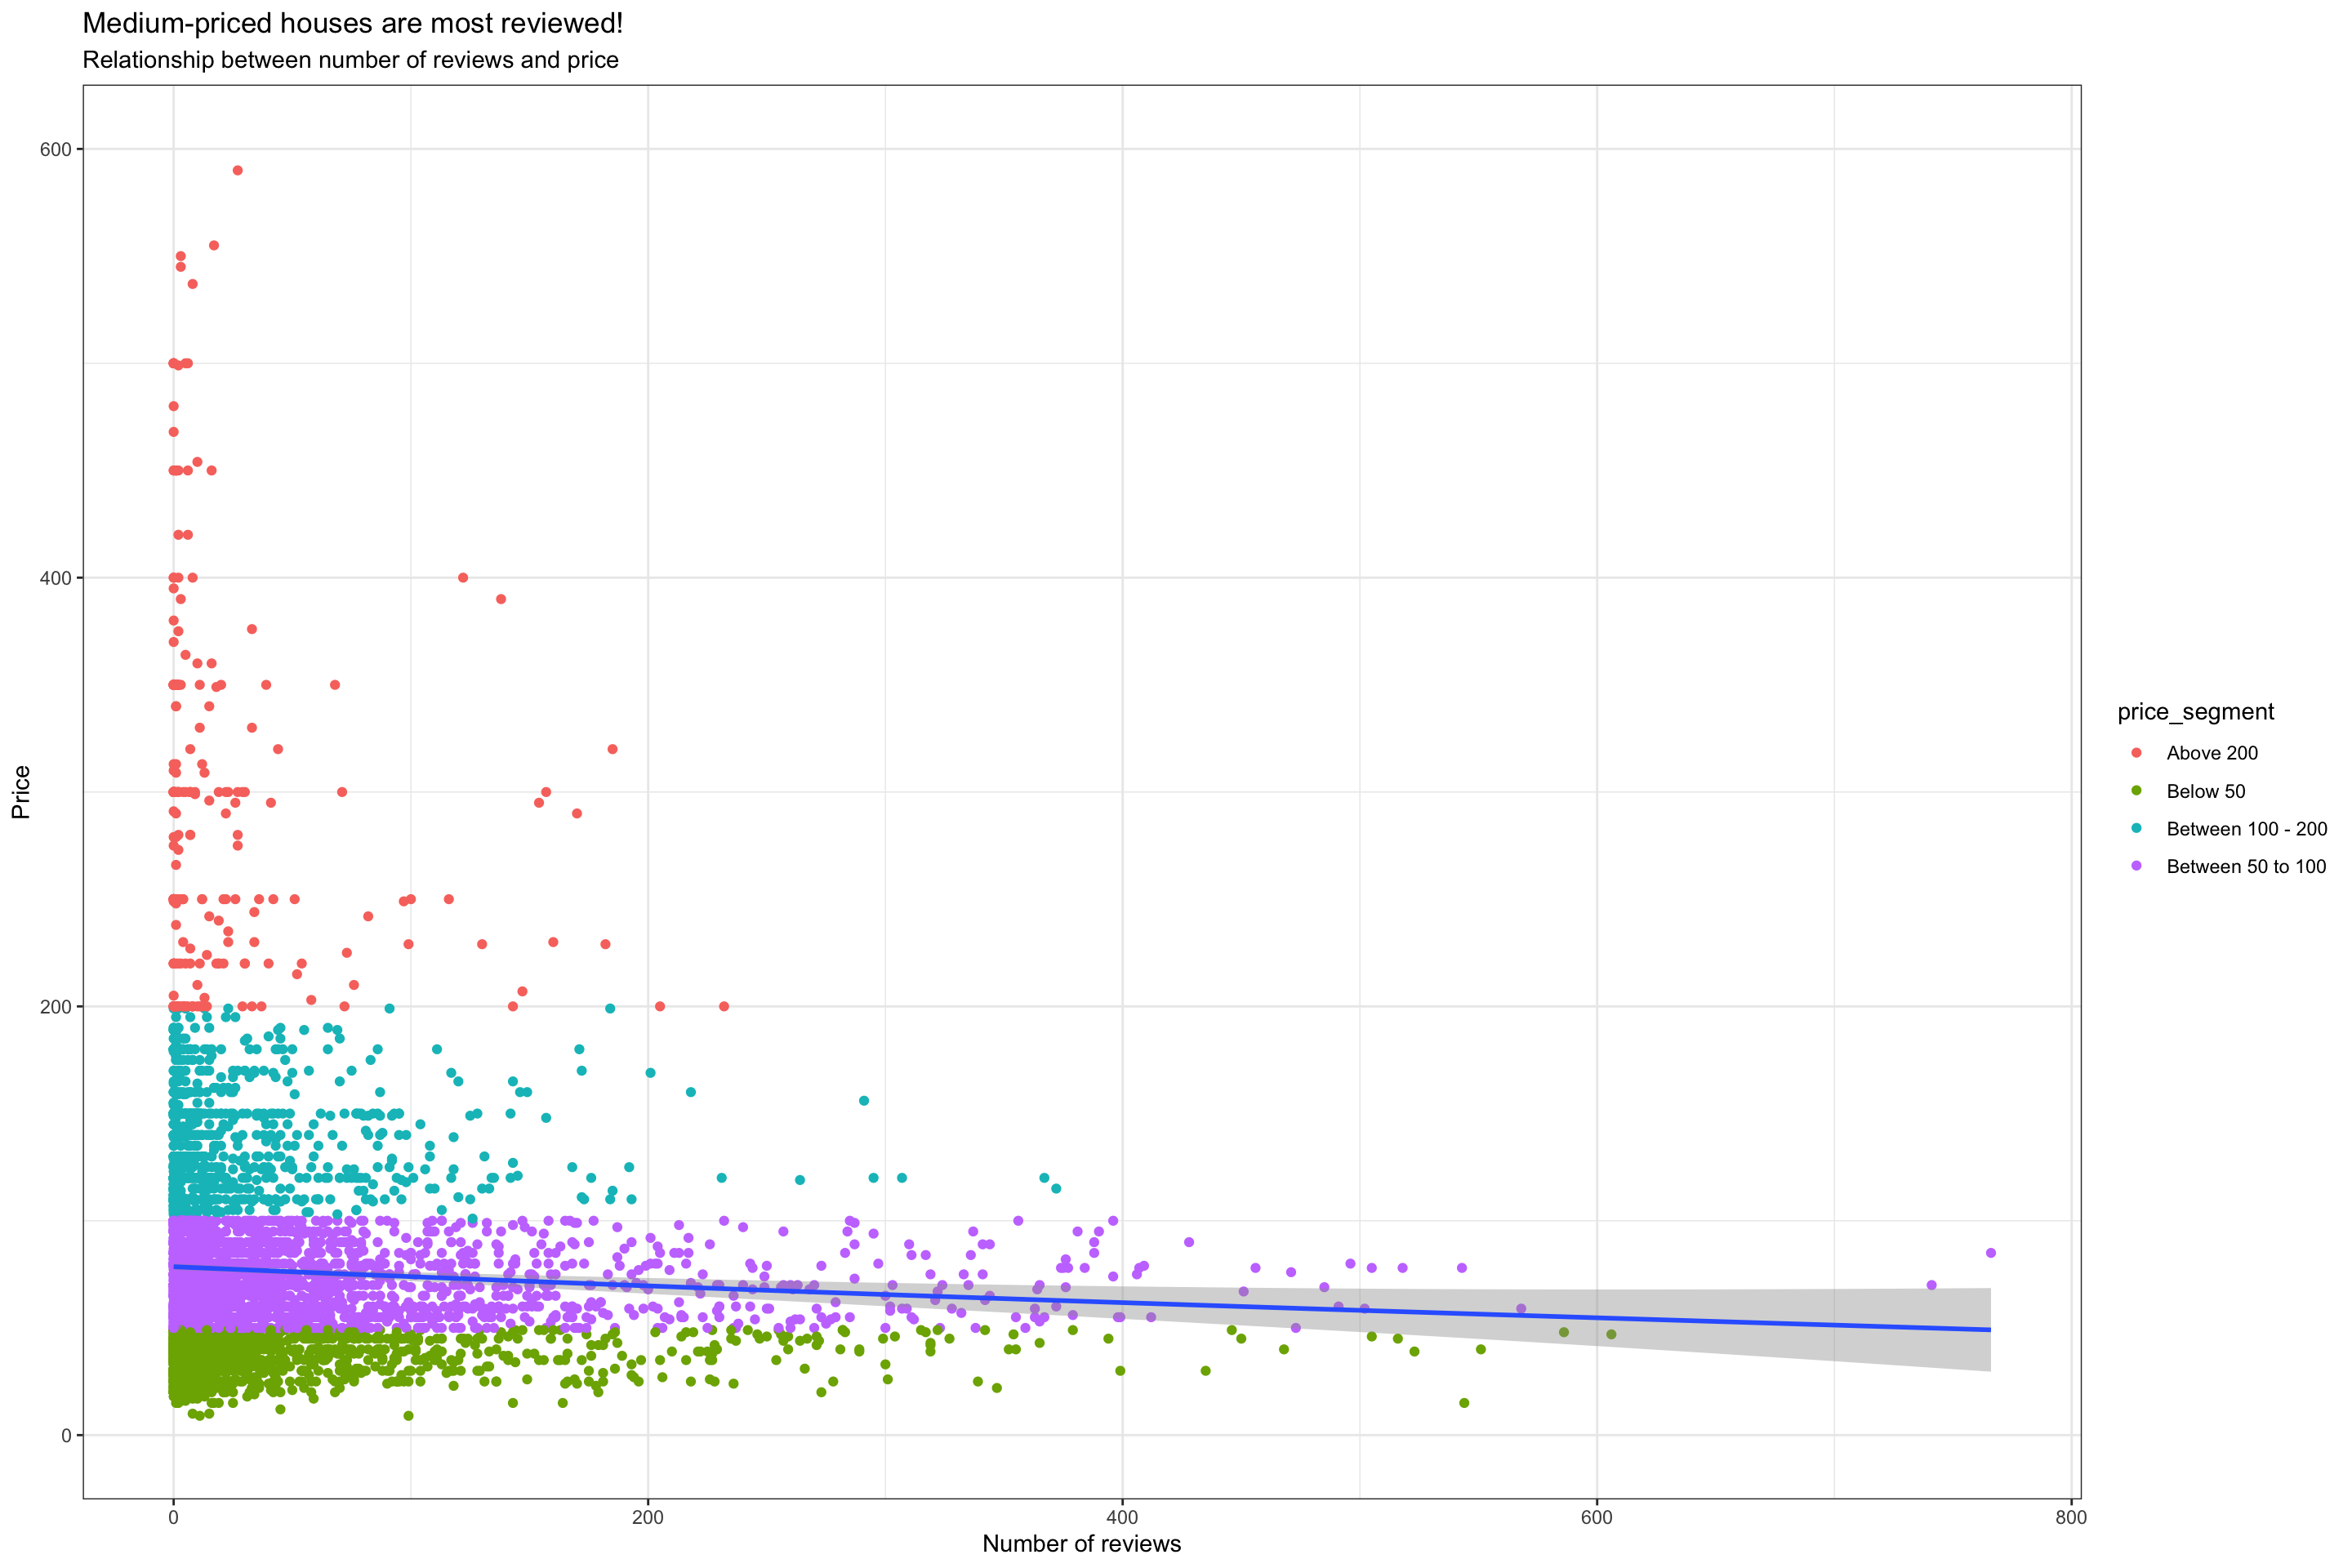 Medium-priced houses are most reviewed!
Relationship between number of reviews and price
600
400
200
0
Price
0 200 400 600 800
Number of reviews
price_segment
Above 200
Below 50
Between 100 - 200
Between 50 to 100